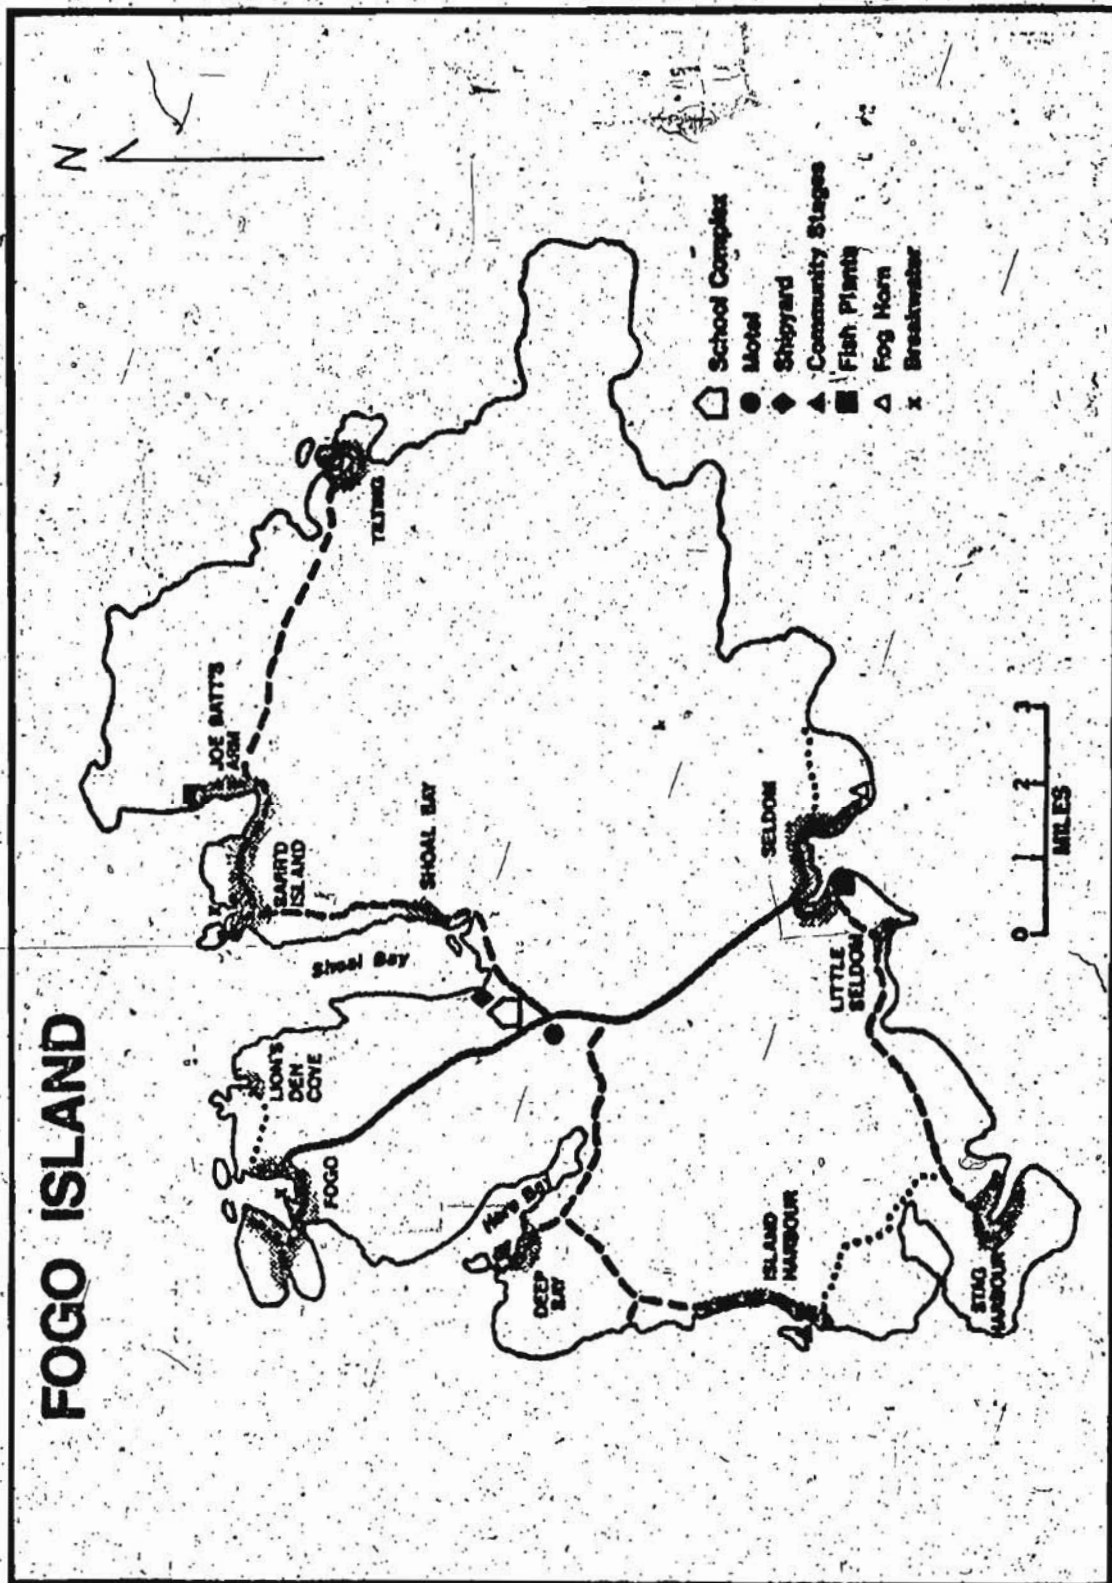 FOGO ISLAND
N
LION'S
DEN
COVE
FOGO
JOE BATT'S
ARM
BARR'D
ISLAND
Shoal Bay
SHOAL BAY
TILTING
Hare Bay
DEEP
BAY
ISLAND
HARBOUR
STAG
HARBOUR
LITTLE
SELDOM
SELDOM
School Complex
Motel
Shipyard
Community Stages
Fish Plants
Fog Horn
x Breakwater
0 1 2 3
MILES